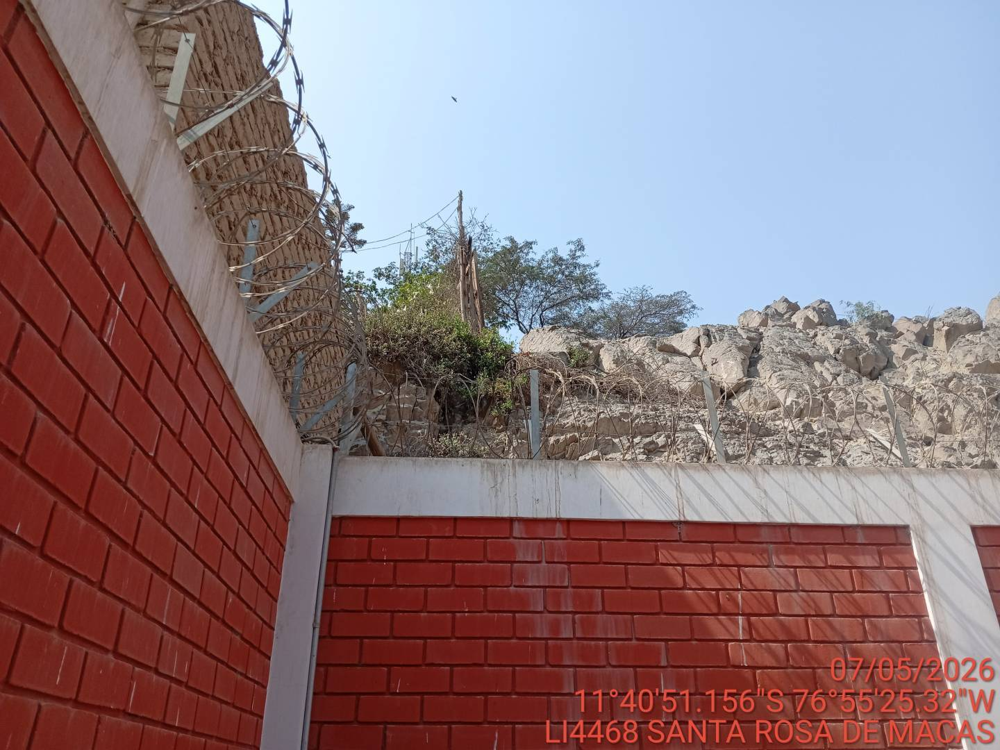 07/05/2026
11°40'51.156"S 76°55'25.32"W
LI4468 SANTA ROSA DE MACAS